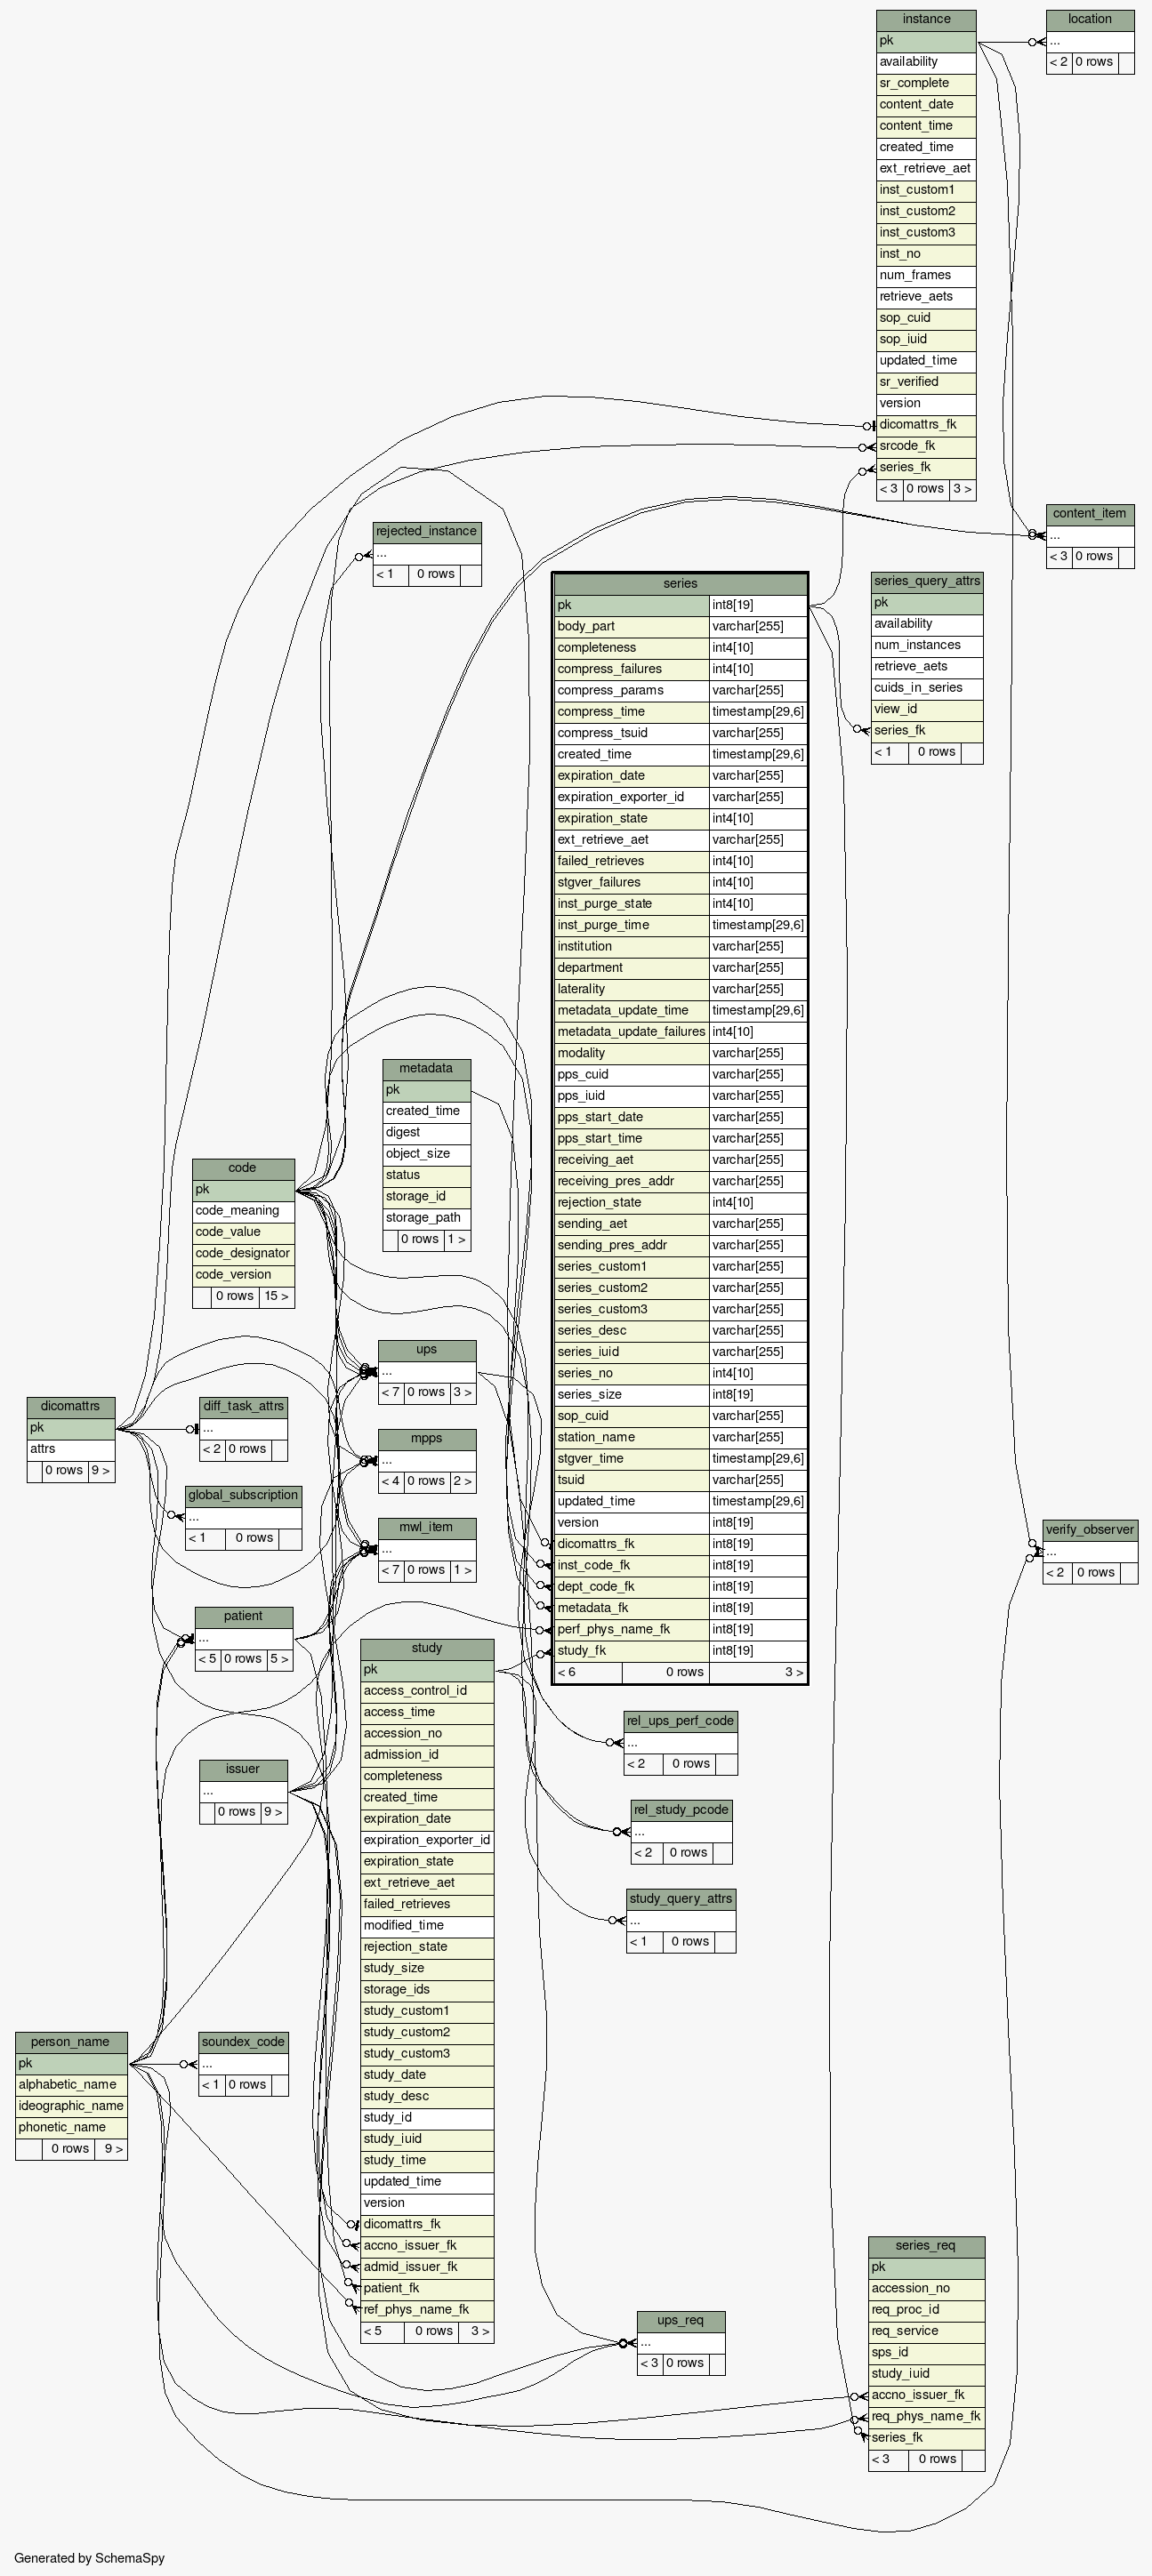 instance
pk
availability
sr_complete
content_date
content_time
created_time
ext_retrieve_aet
inst_custom1
inst_custom2
inst_custom3
inst_no
num_frames
retrieve_aets
sop_cuid
sop_iuid
updated_time
sr_verified
version
dicomattrs_fk
srcode_fk
series_fk
< 3 0 rows 3 >
location
...
< 2 0 rows
content_item
...
< 3 0 rows
rejected_instance
...
< 1 0 rows
series
pk int8[19]
body_part varchar[255]
completeness int4[10]
compress_failures int4[10]
compress_params varchar[255]
compress_time timestamp[29,6]
compress_tsuid varchar[255]
created_time timestamp[29,6]
expiration_date varchar[255]
expiration_exporter_id varchar[255]
expiration_state int4[10]
ext_retrieve_aet varchar[255]
failed_retrieves int4[10]
stgver_failures int4[10]
inst_purge_state int4[10]
inst_purge_time timestamp[29,6]
institution varchar[255]
department varchar[255]
laterality varchar[255]
metadata_update_time timestamp[29,6]
metadata_update_failures int4[10]
modality varchar[255]
pps_cuid varchar[255]
pps_iuid varchar[255]
pps_start_date varchar[255]
pps_start_time varchar[255]
receiving_aet varchar[255]
receiving_pres_addr varchar[255]
rejection_state int4[10]
sending_aet varchar[255]
sending_pres_addr varchar[255]
series_custom1 varchar[255]
series_custom2 varchar[255]
series_custom3 varchar[255]
series_desc varchar[255]
series_iuid varchar[255]
series_no int4[10]
series_size int8[19]
sop_cuid varchar[255]
station_name varchar[255]
stgver_time timestamp[29,6]
tsuid varchar[255]
updated_time timestamp[29,6]
version int8[19]
dicomattrs_fk int8[19]
inst_code_fk int8[19]
dept_code_fk int8[19]
metadata_fk int8[19]
perf_phys_name_fk int8[19]
study_fk int8[19]
< 6 0 rows 3 >
series_query_attrs
pk
availability
num_instances
retrieve_aets
cuids_in_series
view_id
series_fk
< 1 0 rows
metadata
pk
created_time
digest
object_size
status
storage_id
storage_path
0 rows 1 >
code
pk
code_meaning
code_value
code_designator
code_version
0 rows 15 >
ups
...
< 7 0 rows 3 >
dicomattrs
pk
attrs
0 rows 9 >
diff_task_attrs
...
< 2 0 rows
mpps
...
< 4 0 rows 2 >
global_subscription
...
< 1 0 rows
mwl_item
...
< 7 0 rows 1 >
verify_observer
...
< 2 0 rows
patient
...
< 5 0 rows 5 >
study
pk
access_control_id
access_time
accession_no
admission_id
completeness
created_time
expiration_date
expiration_exporter_id
expiration_state
ext_retrieve_aet
failed_retrieves
modified_time
rejection_state
study_size
storage_ids
study_custom1
study_custom2
study_custom3
study_date
study_desc
study_id
study_iuid
study_time
updated_time
version
dicomattrs_fk
accno_issuer_fk
admid_issuer_fk
patient_fk
ref_phys_name_fk
< 5 0 rows 3 >
rel_ups_perf_code
...
< 2 0 rows
issuer
...
0 rows 9 >
rel_study_pcode
...
< 2 0 rows
study_query_attrs
...
< 1 0 rows
person_name
pk
alphabetic_name
ideographic_name
phonetic_name
0 rows 9 >
soundex_code
...
< 1 0 rows
series_req
pk
accession_no
req_proc_id
req_service
sps_id
study_iuid
accno_issuer_fk
req_phys_name_fk
series_fk
< 3 0 rows
ups_req
...
< 3 0 rows
Generated by SchemaSpy